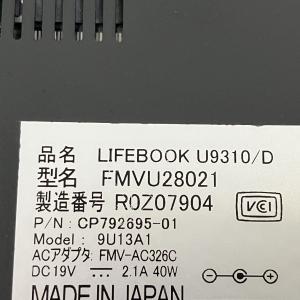 品名 LIFEBOOK U9310/D
型名 FMVU28021
製造番号 R0Z07904
P/N : CP792695-01
Model : 9U13A1
ACアダプタ: FMV-AC326C
DC19V ⎓ 2.1A 40W
MADE IN JAPAN
VCI